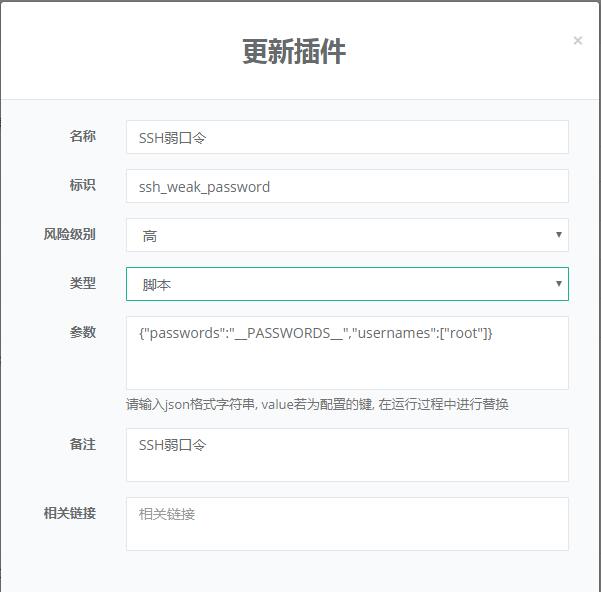 更新插件
×
名称
SSH弱口令
标识
ssh_weak_password
风险级别
高
类型
脚本
参数
{"passwords":"__PASSWORDS__","usernames":["root"]}
请输入json格式字符串, value若为配置的键, 在运行过程中进行替换
备注
SSH弱口令
相关链接
相关链接